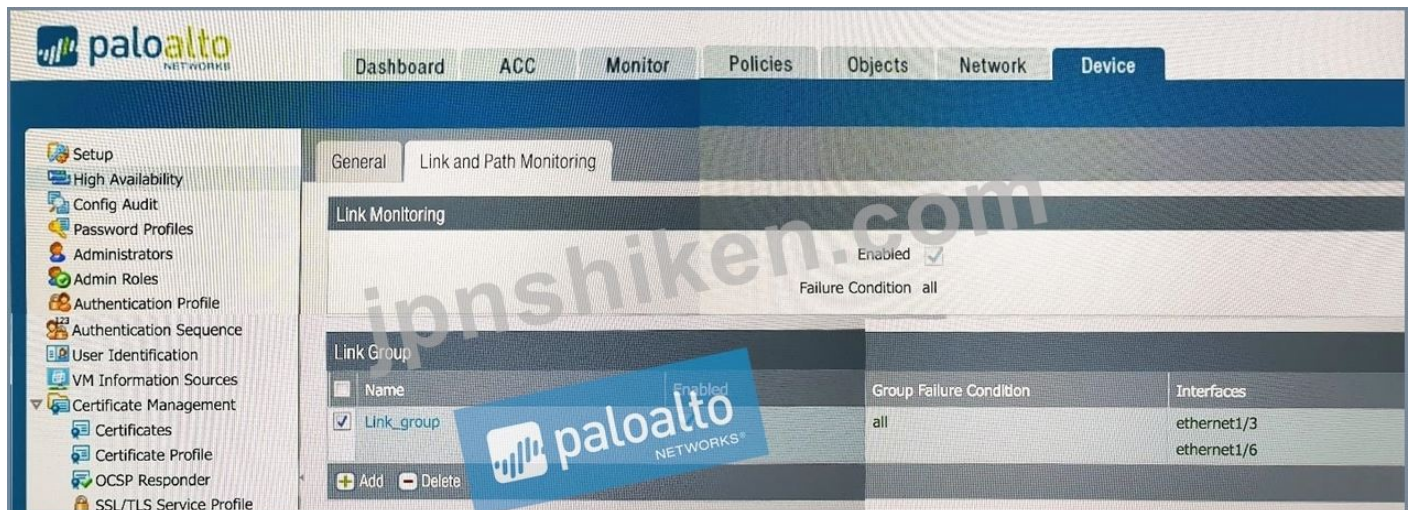 paloalto
NETWORKS
Dashboard ACC Monitor Policies Objects Network Device
Setup
High Availability
Config Audit
Password Profiles
Administrators
Admin Roles
Authentication Profile
Authentication Sequence
User Identification
VM Information Sources
Certificate Management
Certificates
Certificate Profile
OCSP Responder
SSL/TLS Service Profile
General Link and Path Monitoring
Link Monitoring
Enabled
Failure Condition all
Link Group
Name Enabled Group Failure Condition Interfaces
Link_group all ethernet1/3
ethernet1/6
Add Delete
jpnshiken.com
paloalto
NETWORKS®